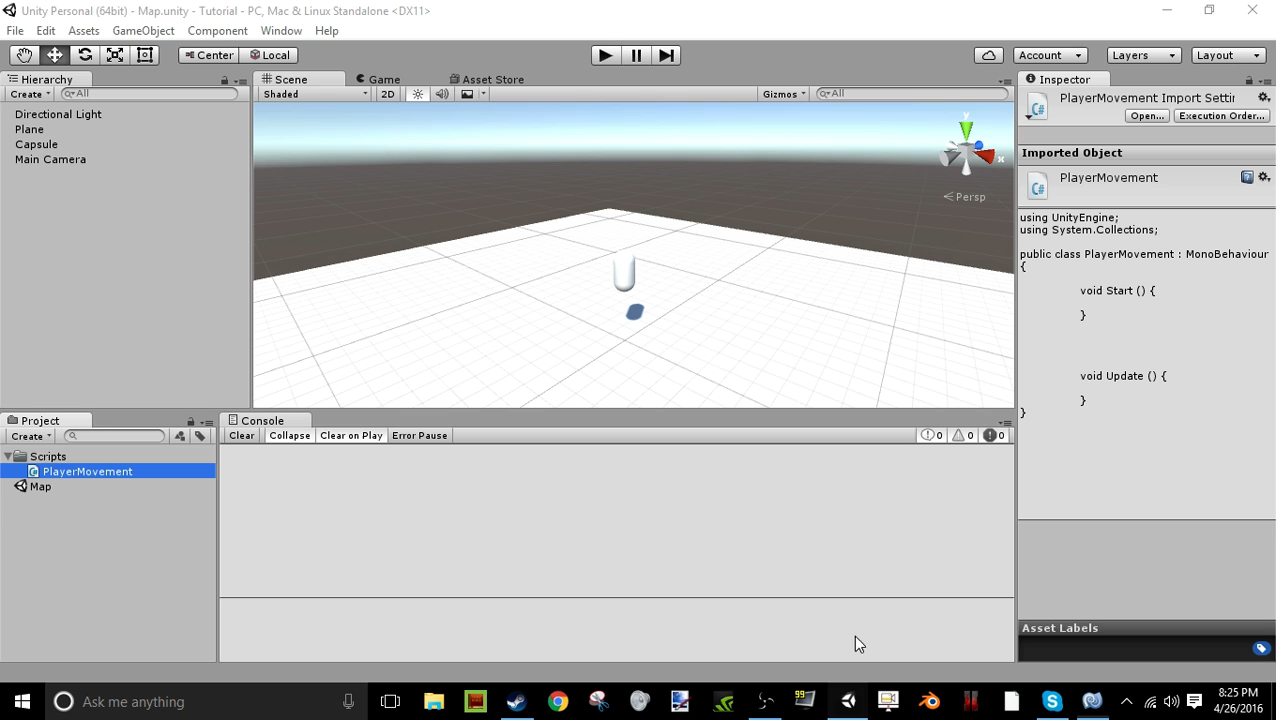 Unity Personal (64bit) - Map.unity - Tutorial - PC, Mac & Linux Standalone <DX11>
File Edit Assets GameObject Component Window Help
Center Local Account Layers Layout
Hierarchy
Create All
Directional Light
Plane
Capsule
Main Camera
Scene Game Asset Store
Shaded 2D Gizmos All
y
x
Persp
Inspector
PlayerMovement Import Settin
Open... Execution Order...
Imported Object
C#
PlayerMovement
using UnityEngine;
using System.Collections;
public class PlayerMovement : MonoBehaviour
{
void Start () {
}
void Update () {
}
}
Project
Create
Scripts
PlayerMovement
Map
Console
Clear Collapse Clear on Play Error Pause 0 0 0
Asset Labels
Ask me anything
99
8:25 PM
4/26/2016